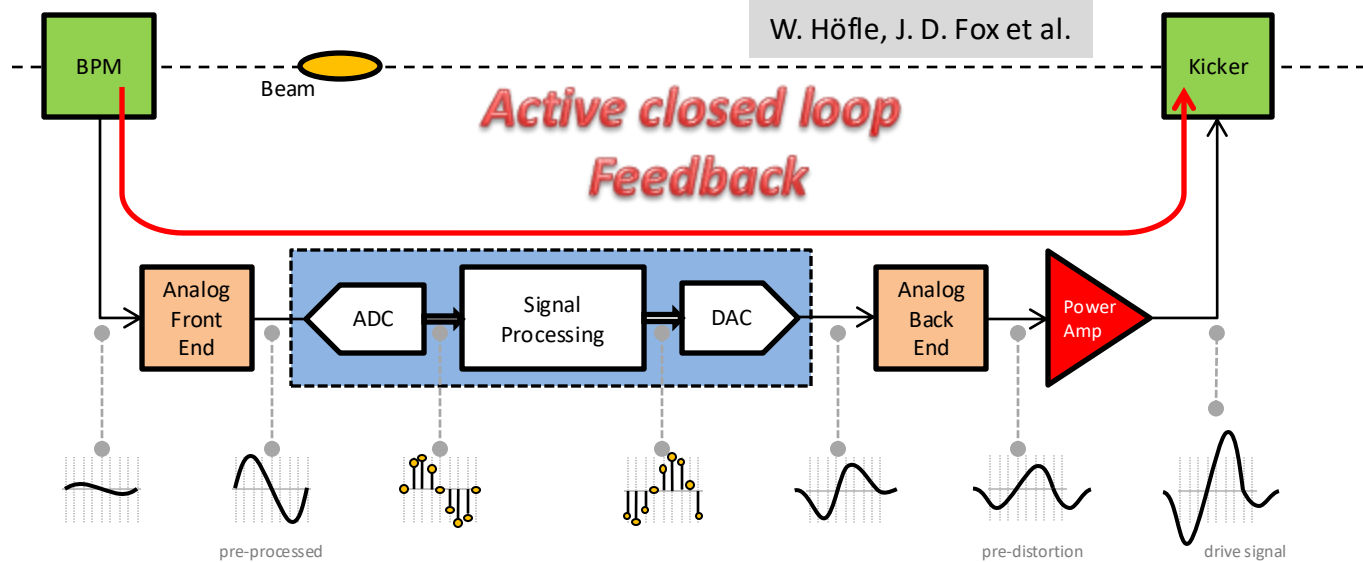 W. Höfle, J. D. Fox et al.
BPM
Beam
Kicker
Active closed loop
Feedback
Analog
Front
End
ADC
Signal
Processing
DAC
Analog
Back
End
Power
Amp
pre-processed
pre-distortion
drive signal